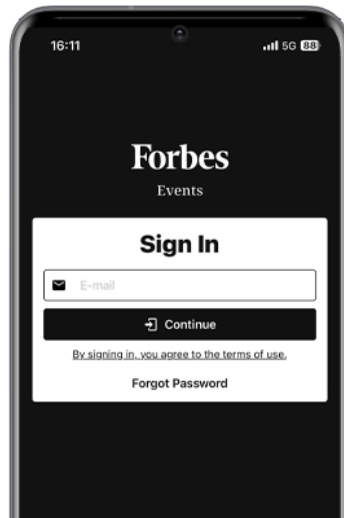 16:11
5G 88
Forbes
Events
Sign In
E-mail
Continue
By signing in, you agree to the terms of use.
Forgot Password